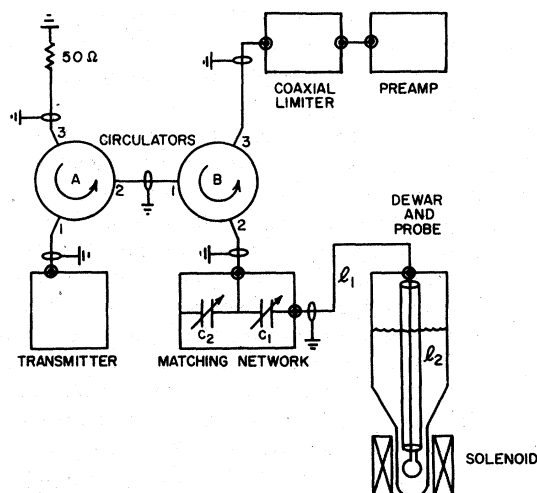 50Ω
3
CIRCULATORS
A
2
1
1
B
3
2
COAXIAL
LIMITER
PREAMP
DEWAR
AND
PROBE
TRANSMITTER
C2
C1
MATCHING NETWORK
ℓ1
ℓ2
SOLENOID